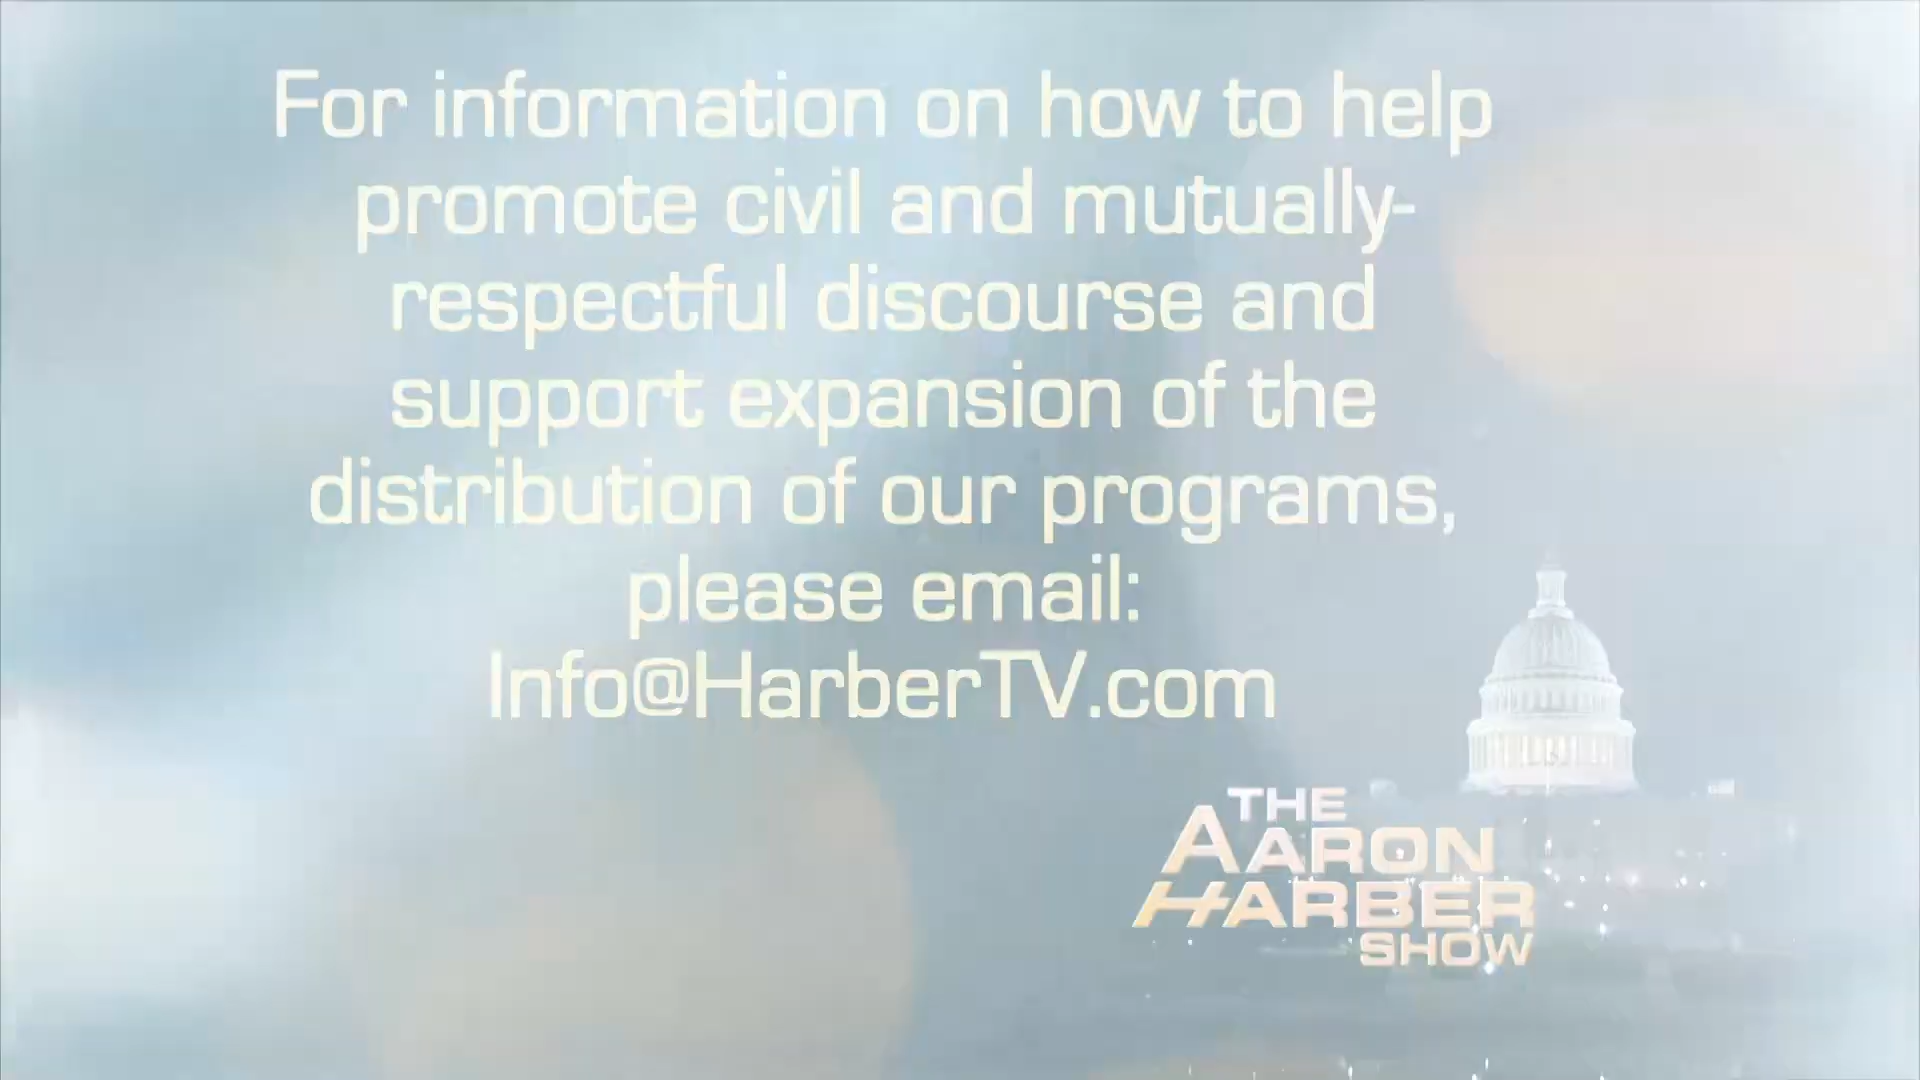 For information on how to help
promote civil and mutually-
respectful discourse and
support expansion of the
distribution of our programs,
please email:
Info@HarberTV.com
THE
AARON
HARBER
SHOW